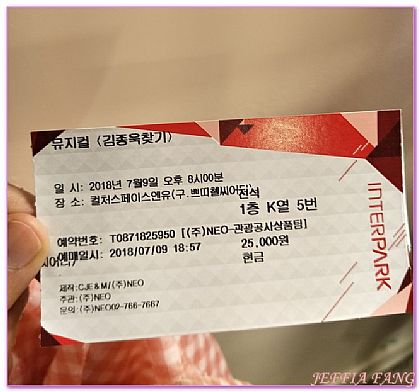 뮤지컬 〈김종욱찾기〉
일 시: 2018년 7월9일 오후 8시00분
장 소: 컬처스페이스엔유(구.쁘띠첼씨어터)
전석
1층 K열 5번
예약번호: T0871825950 [(주)NEO-관광공사상품팀]
예매일시: 2018/07/09 18:57
25,000원
현금
제작:CJE&M/(주)NEO
주관:(주)NEO
문의:(주)NEO02-766-7667
INTERPARK
JEFFIA FANG